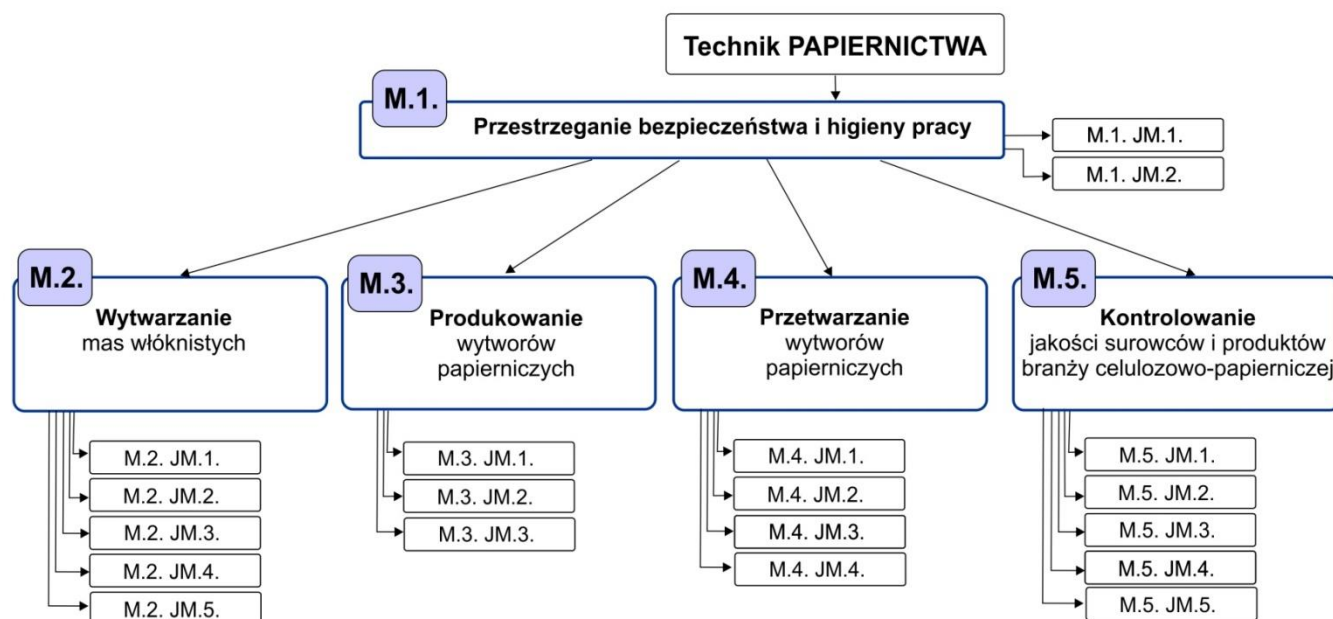 Technik PAPIERNICTWA
M.1.
Przestrzeganie bezpieczeństwa i higieny pracy
M.1. JM.1.
M.1. JM.2.
M.2.
Wytwarzanie
mas włóknistych
M.2. JM.1.
M.2. JM.2.
M.2. JM.3.
M.2. JM.4.
M.2. JM.5.
M.3.
Produkowanie
wytworów
papierniczych
M.3. JM.1.
M.3. JM.2.
M.3. JM.3.
M.4.
Przetwarzanie
wytworów
papierniczych
M.4. JM.1.
M.4. JM.2.
M.4. JM.3.
M.4. JM.4.
M.5.
Kontrolowanie
jakości surowców i produktów
branży celulozowo-papierniczej
M.5. JM.1.
M.5. JM.2.
M.5. JM.3.
M.5. JM.4.
M.5. JM.5.